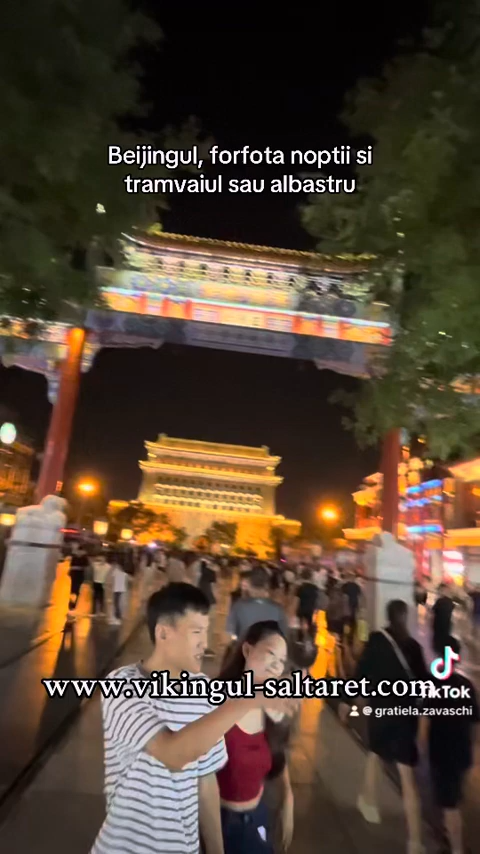 Beijingul, forfota noptii si
tramvaiul sau albastru
www.vikingul-saltaret.com
TikTok
@ gratiela.zavaschi